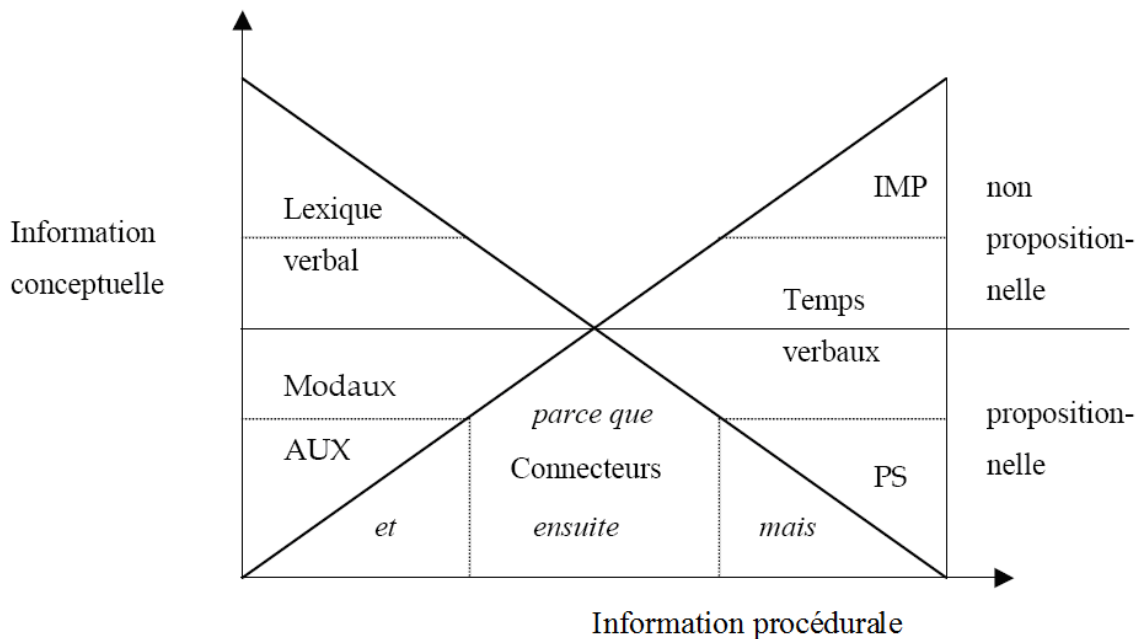 Information
conceptuelle
Lexique
verbal
Modaux
AUX
et
parce que
Connecteurs
ensuite
mais
IMP
Temps
verbaux
PS
non
proposition-
nelle
proposition-
nelle
Information procédurale